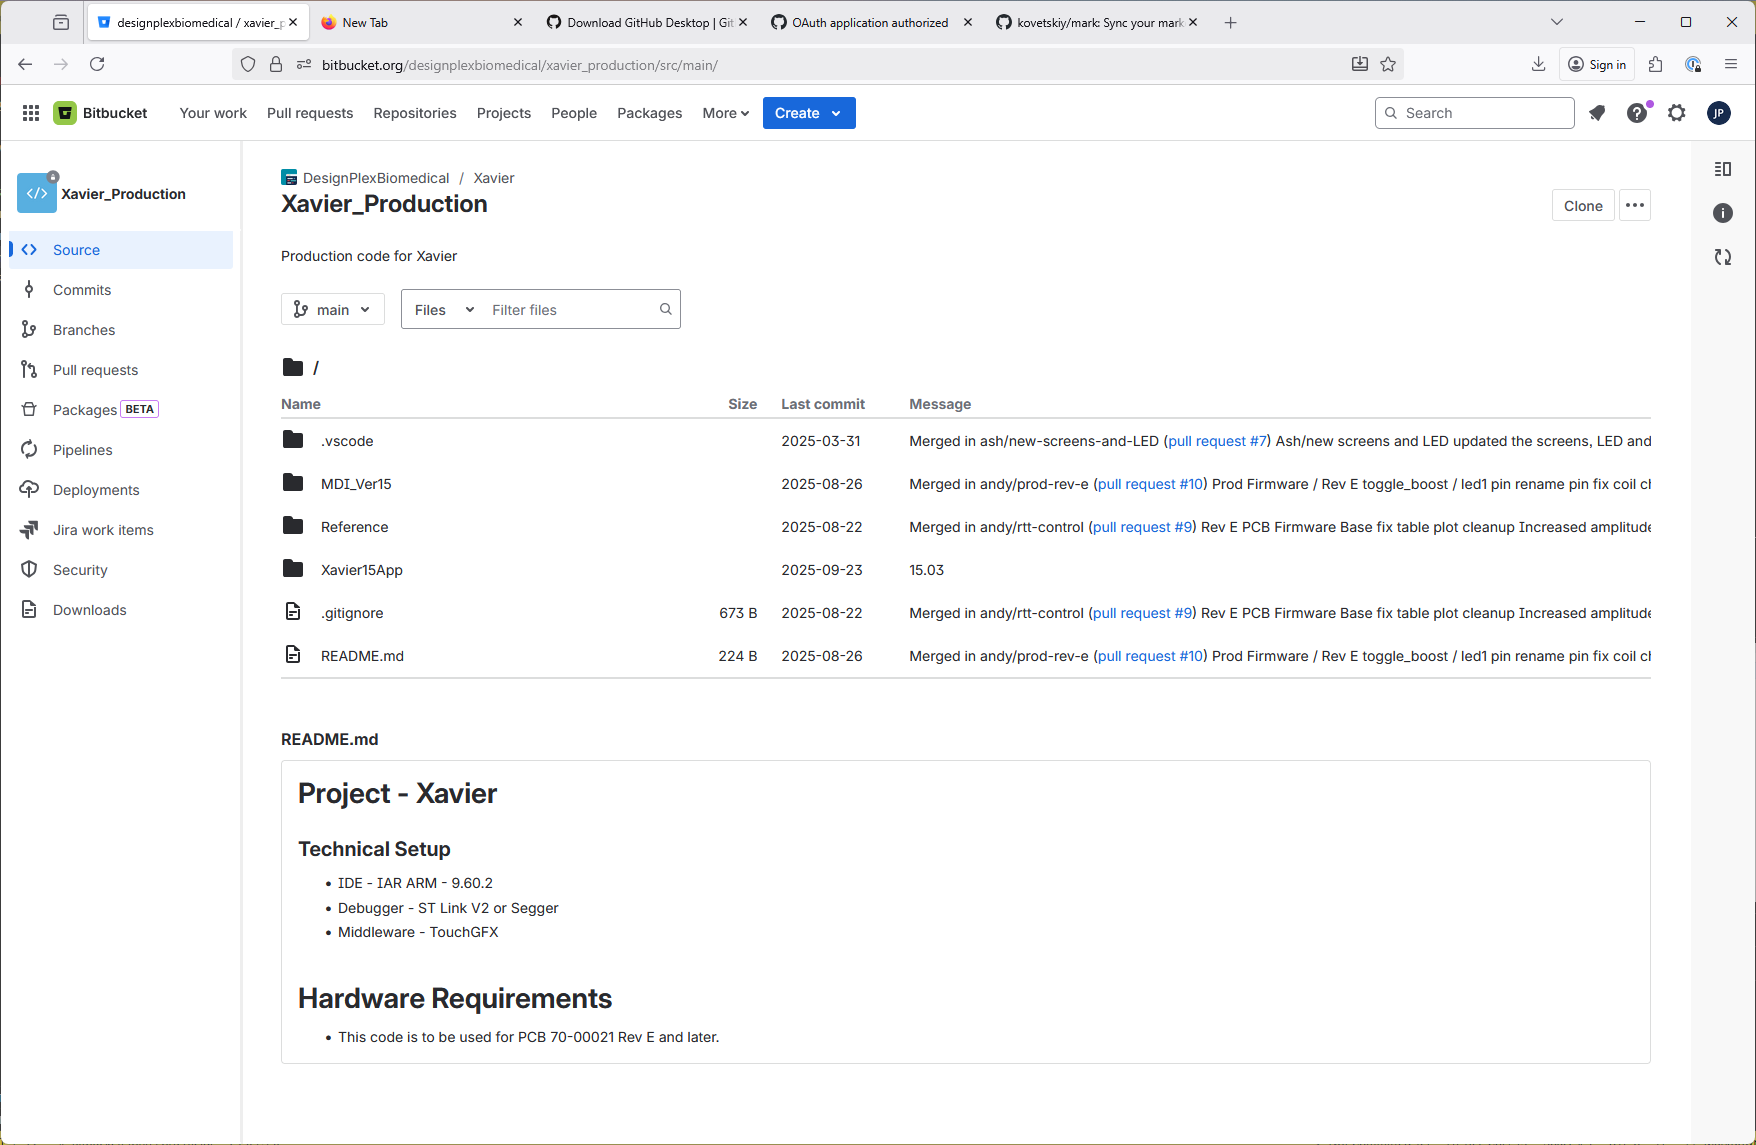 designplexbiomedical / xavier_p
New Tab
Download GitHub Desktop | Git
OAuth application authorized
kovetskiy/mark: Sync your mark
bitbucket.org/designplexbiomedical/xavier_production/src/main/
Sign in
Bitbucket
Your work
Pull requests
Repositories
Projects
People
Packages
More
Create
Search
JP
Xavier_Production
Source
Commits
Branches
Pull requests
Packages BETA
Pipelines
Deployments
Jira work items
Security
Downloads
DesignPlexBiomedical / Xavier
Xavier_Production
Clone
Production code for Xavier
main
Files
Filter files
/
Name Size Last commit Message
.vscode 2025-03-31 Merged in ash/new-screens-and-LED (pull request #7) Ash/new screens and LED updated the screens, LED and
MDI_Ver15 2025-08-26 Merged in andy/prod-rev-e (pull request #10) Prod Firmware / Rev E toggle_boost / led1 pin rename pin fix coil ch
Reference 2025-08-22 Merged in andy/rtt-control (pull request #9) Rev E PCB Firmware Base fix table plot cleanup Increased amplitude
Xavier15App 2025-09-23 15.03
.gitignore 673 B 2025-08-22 Merged in andy/rtt-control (pull request #9) Rev E PCB Firmware Base fix table plot cleanup Increased amplitude
README.md 224 B 2025-08-26 Merged in andy/prod-rev-e (pull request #10) Prod Firmware / Rev E toggle_boost / led1 pin rename pin fix coil ch
README.md
Project - Xavier
Technical Setup
• IDE - IAR ARM - 9.60.2
• Debugger - ST Link V2 or Segger
• Middleware - TouchGFX
Hardware Requirements
• This code is to be used for PCB 70-00021 Rev E and later.